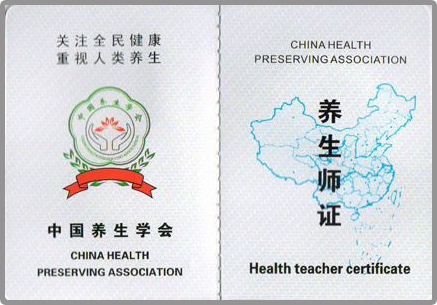 关注全民健康
重视人类养生
中国养生学会
中国养生学会
CHINA HEALTH
PRESERVING ASSOCIATION
CHINA HEALTH
PRESERVING ASSOCIATION
养生师证
Health teacher certificate